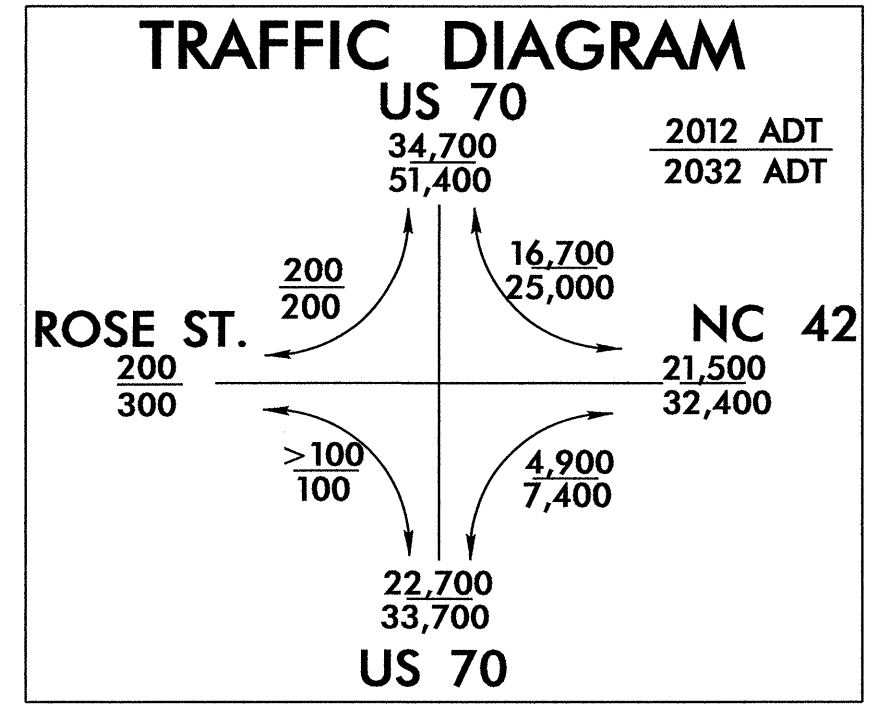 TRAFFIC DIAGRAM
US 70
34,700
51,400
2012 ADT
2032 ADT
200
200
16,700
25,000
ROSE ST.
200
300
NC 42
21,500
32,400
>100
100
4,900
7,400
22,700
33,700
US 70